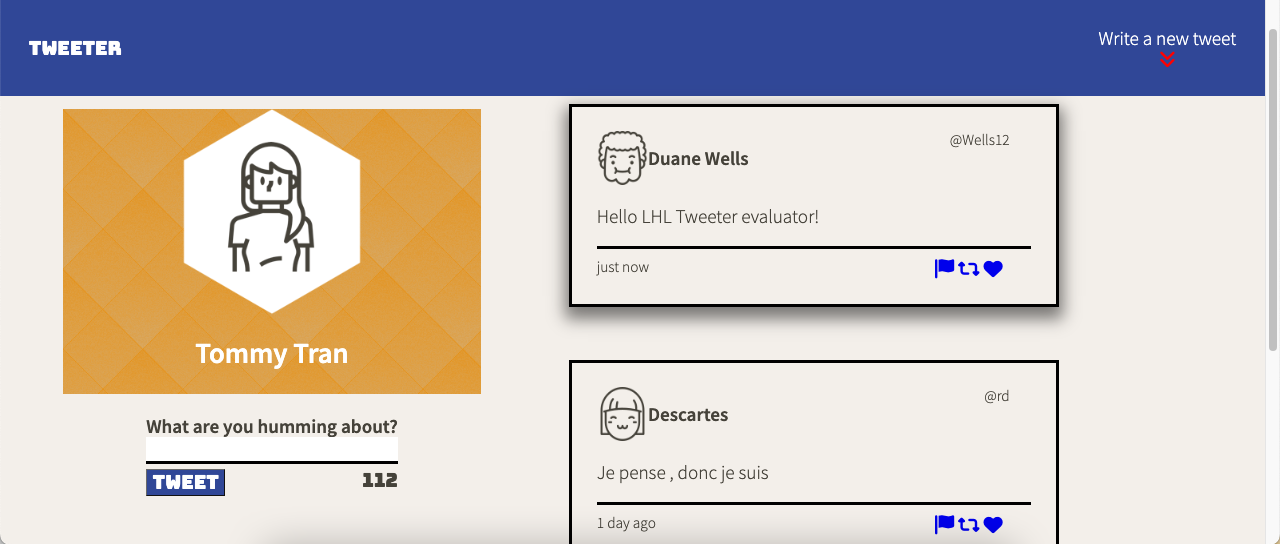 TWEETER
Write a new tweet
Tommy Tran
What are you humming about?
TWEET
112
Duane Wells
@Wells12
Hello LHL Tweeter evaluator!
just now
Descartes
@rd
Je pense , donc je suis
1 day ago